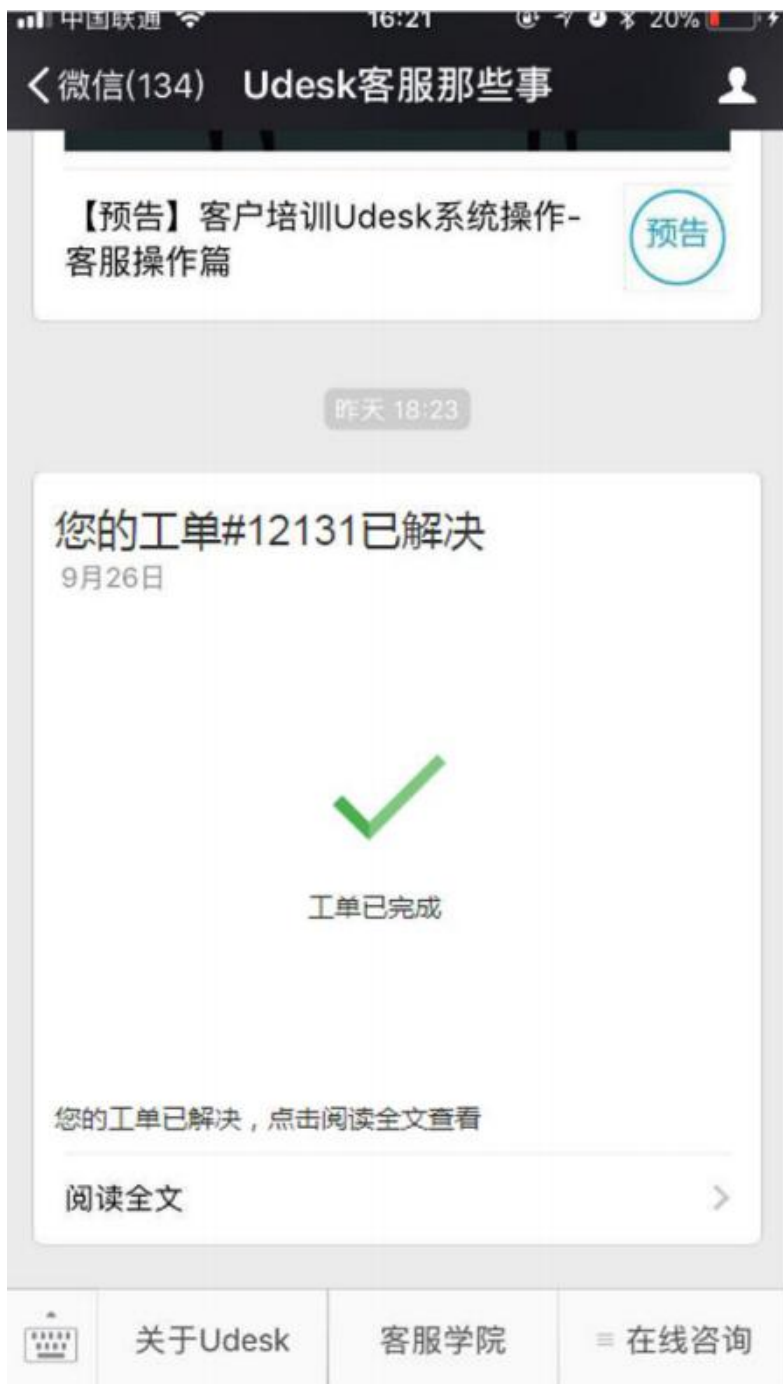 中国联通 16:21 20%
微信(134) Udesk客服那些事
【预告】客户培训Udesk系统操作-
客服操作篇
预告
昨天 18:23
您的工单#12131已解决
9月26日
工单已完成
您的工单已解决，点击阅读全文查看
阅读全文
关于Udesk 客服学院 在线咨询